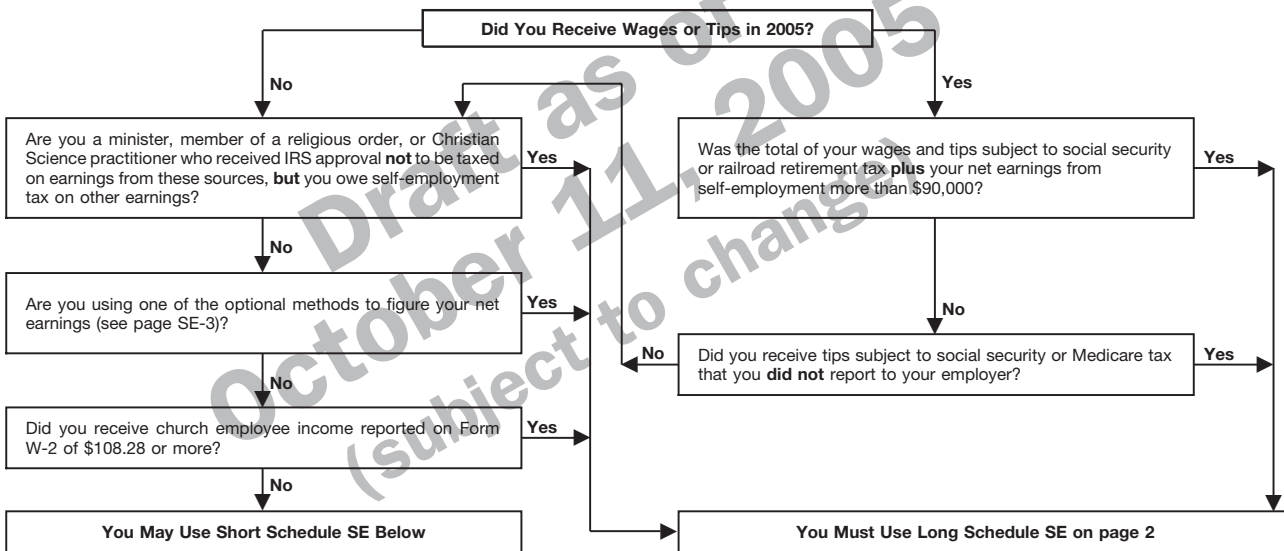 Did You Receive Wages or Tips in 2005?
No
Yes
Are you a minister, member of a religious order, or Christian
Science practitioner who received IRS approval not to be taxed
on earnings from these sources, but you owe self-employment
tax on other earnings?
Yes
Was the total of your wages and tips subject to social security
or railroad retirement tax plus your net earnings from
self-employment more than $90,000?
Yes
No
Are you using one of the optional methods to figure your net
earnings (see page SE-3)?
Yes
No
No
Did you receive tips subject to social security or Medicare tax
that you did not report to your employer?
Yes
No
Did you receive church employee income reported on Form
W-2 of $108.28 or more?
Yes
No
You May Use Short Schedule SE Below
You Must Use Long Schedule SE on page 2
Draft as of
October 11, 2005
(subject to change)